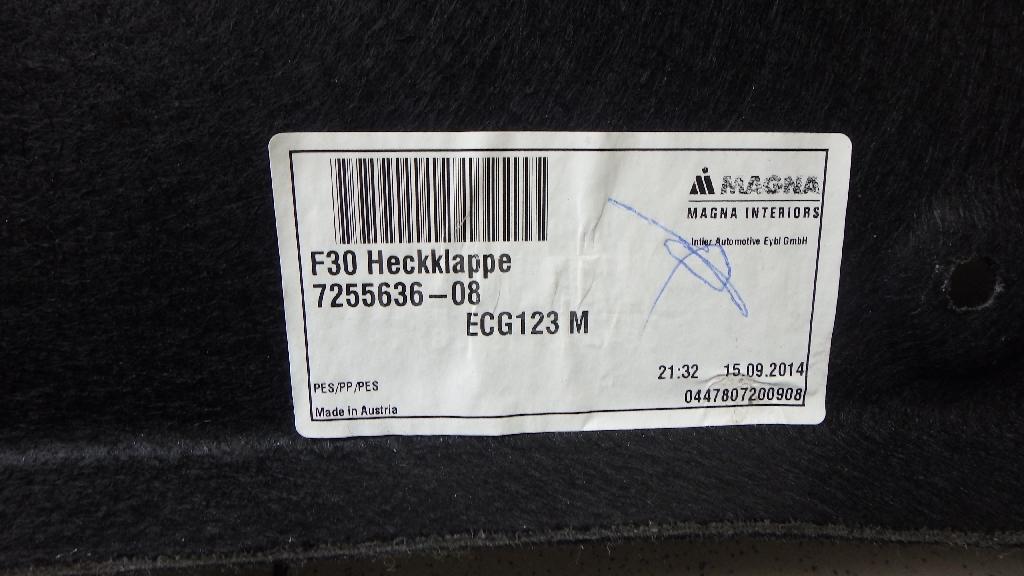 MAGNA
MAGNA INTERIORS
Intier Automotive Eybl GmbH
F30 Heckklappe
7255636-08
ECG123 M
PES/PP/PES
Made in Austria
21:32 15.09.2014
0447807200908